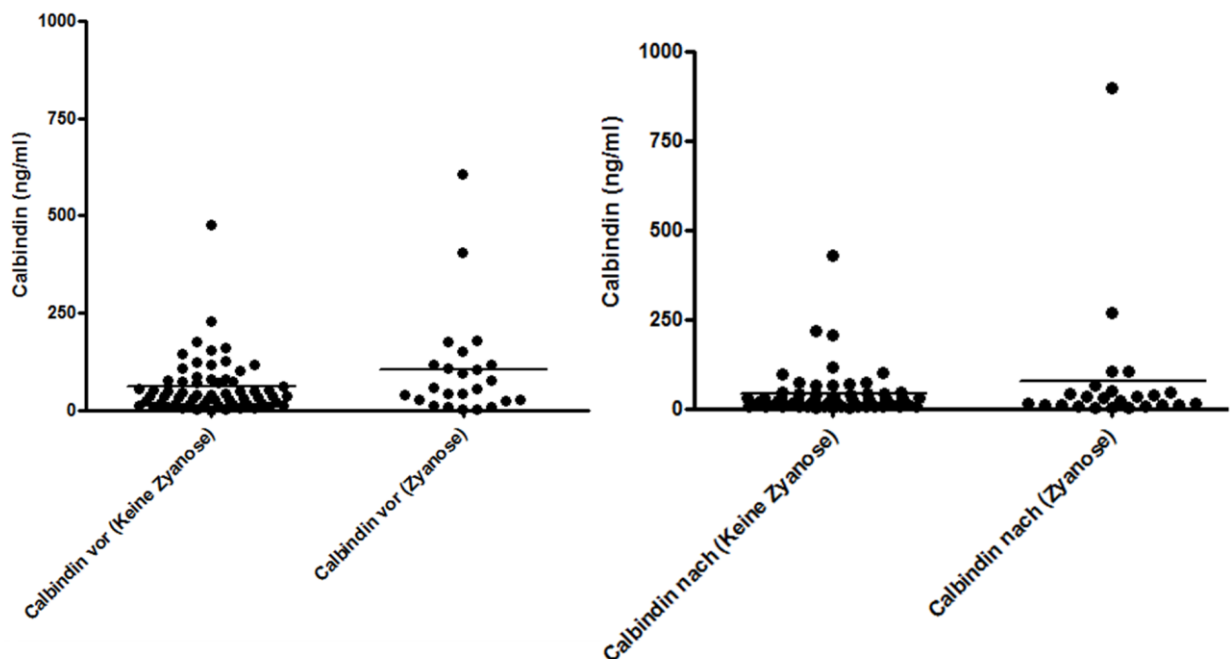 1000
750
500
250
0
Calbindin (ng/ml)
Calbindin vor (Keine Zyanose)
Calbindin vor (Zyanose)
1000
750
500
250
0
Calbindin (ng/ml)
Calbindin nach (Keine Zyanose)
Calbindin nach (Zyanose)